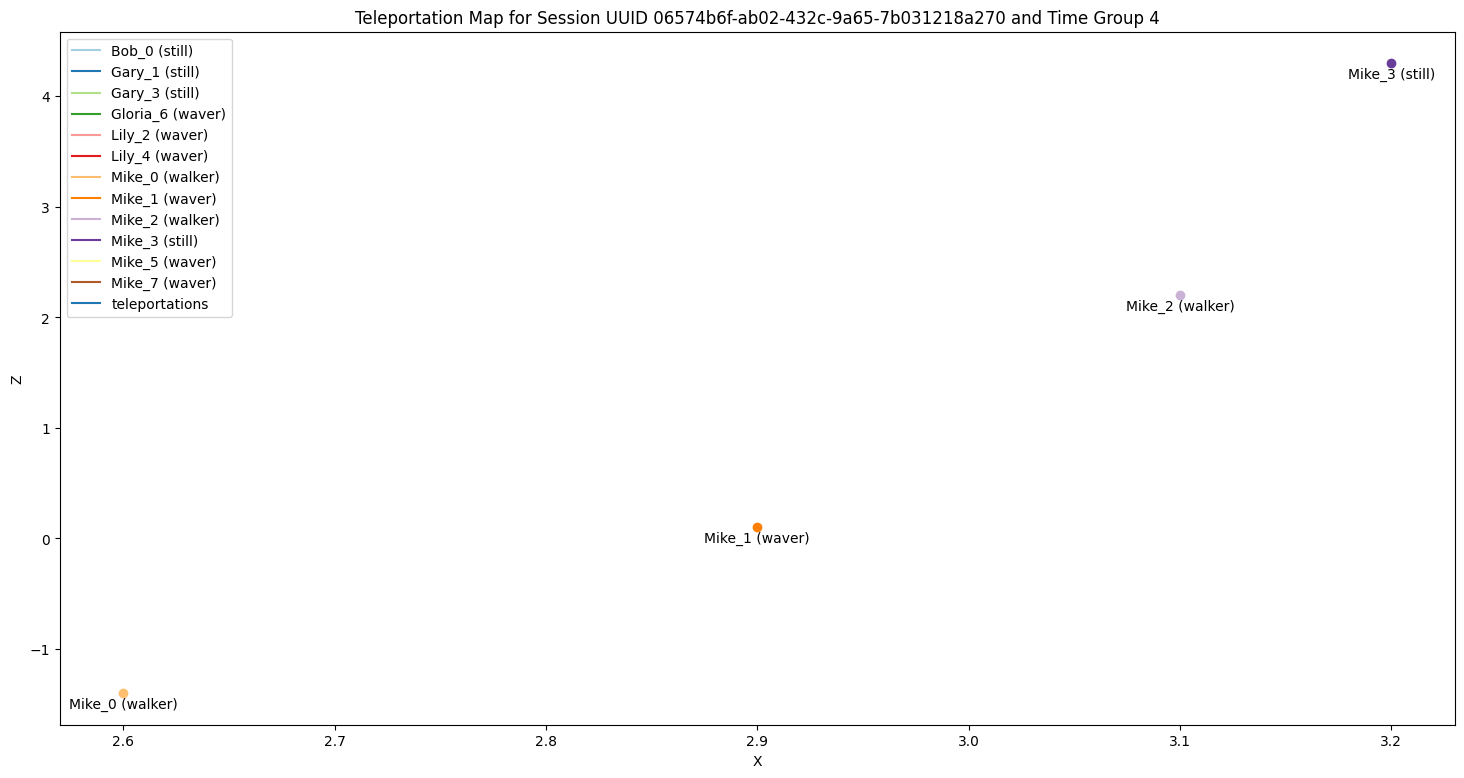 Teleportation Map for Session UUID 06574b6f-ab02-432c-9a65-7b031218a270 and Time Group 4
Bob_0 (still)
Gary_1 (still)
Gary_3 (still)
Gloria_6 (waver)
Lily_2 (waver)
Lily_4 (waver)
Mike_0 (walker)
Mike_1 (waver)
Mike_2 (walker)
Mike_3 (still)
Mike_5 (waver)
Mike_7 (waver)
teleportations
Mike_3 (still)
Mike_2 (walker)
Mike_1 (waver)
Mike_0 (walker)
Z
4
3
2
1
0
−1
2.6 2.7 2.8 2.9 3.0 3.1 3.2
X